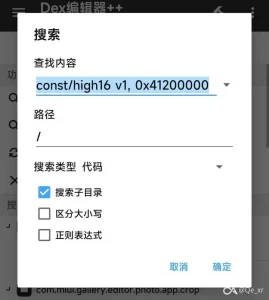 Dex编辑器++
搜索
查找内容
const/high16 v1, 0x41200000
路径
/
搜索类型 代码
搜索子目录
区分大小写
正则表达式
取消 确定
com.miui.gallery.editor.photo.app.crop